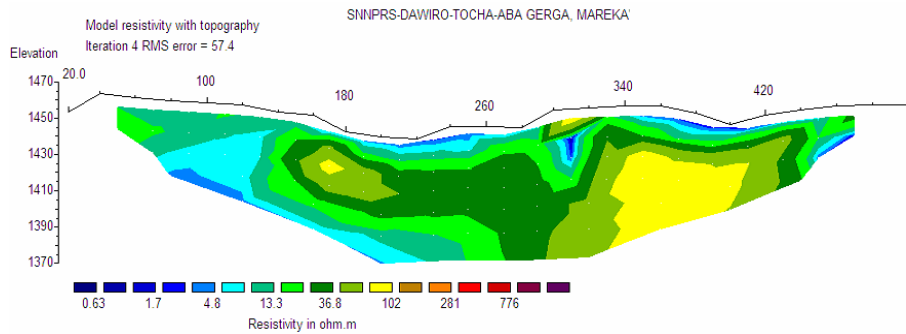 SNNPRS-DAWIRO-TOCHA-ABA GERGA, MAREKA'
Model resistivity with topography
Iteration 4 RMS error = 57.4
Elevation
1470
1450
1430
1410
1390
1370
20.0 100 180 260 340 420
0.63 1.7 4.8 13.3 36.8 102 281 776
Resistivity in ohm.m